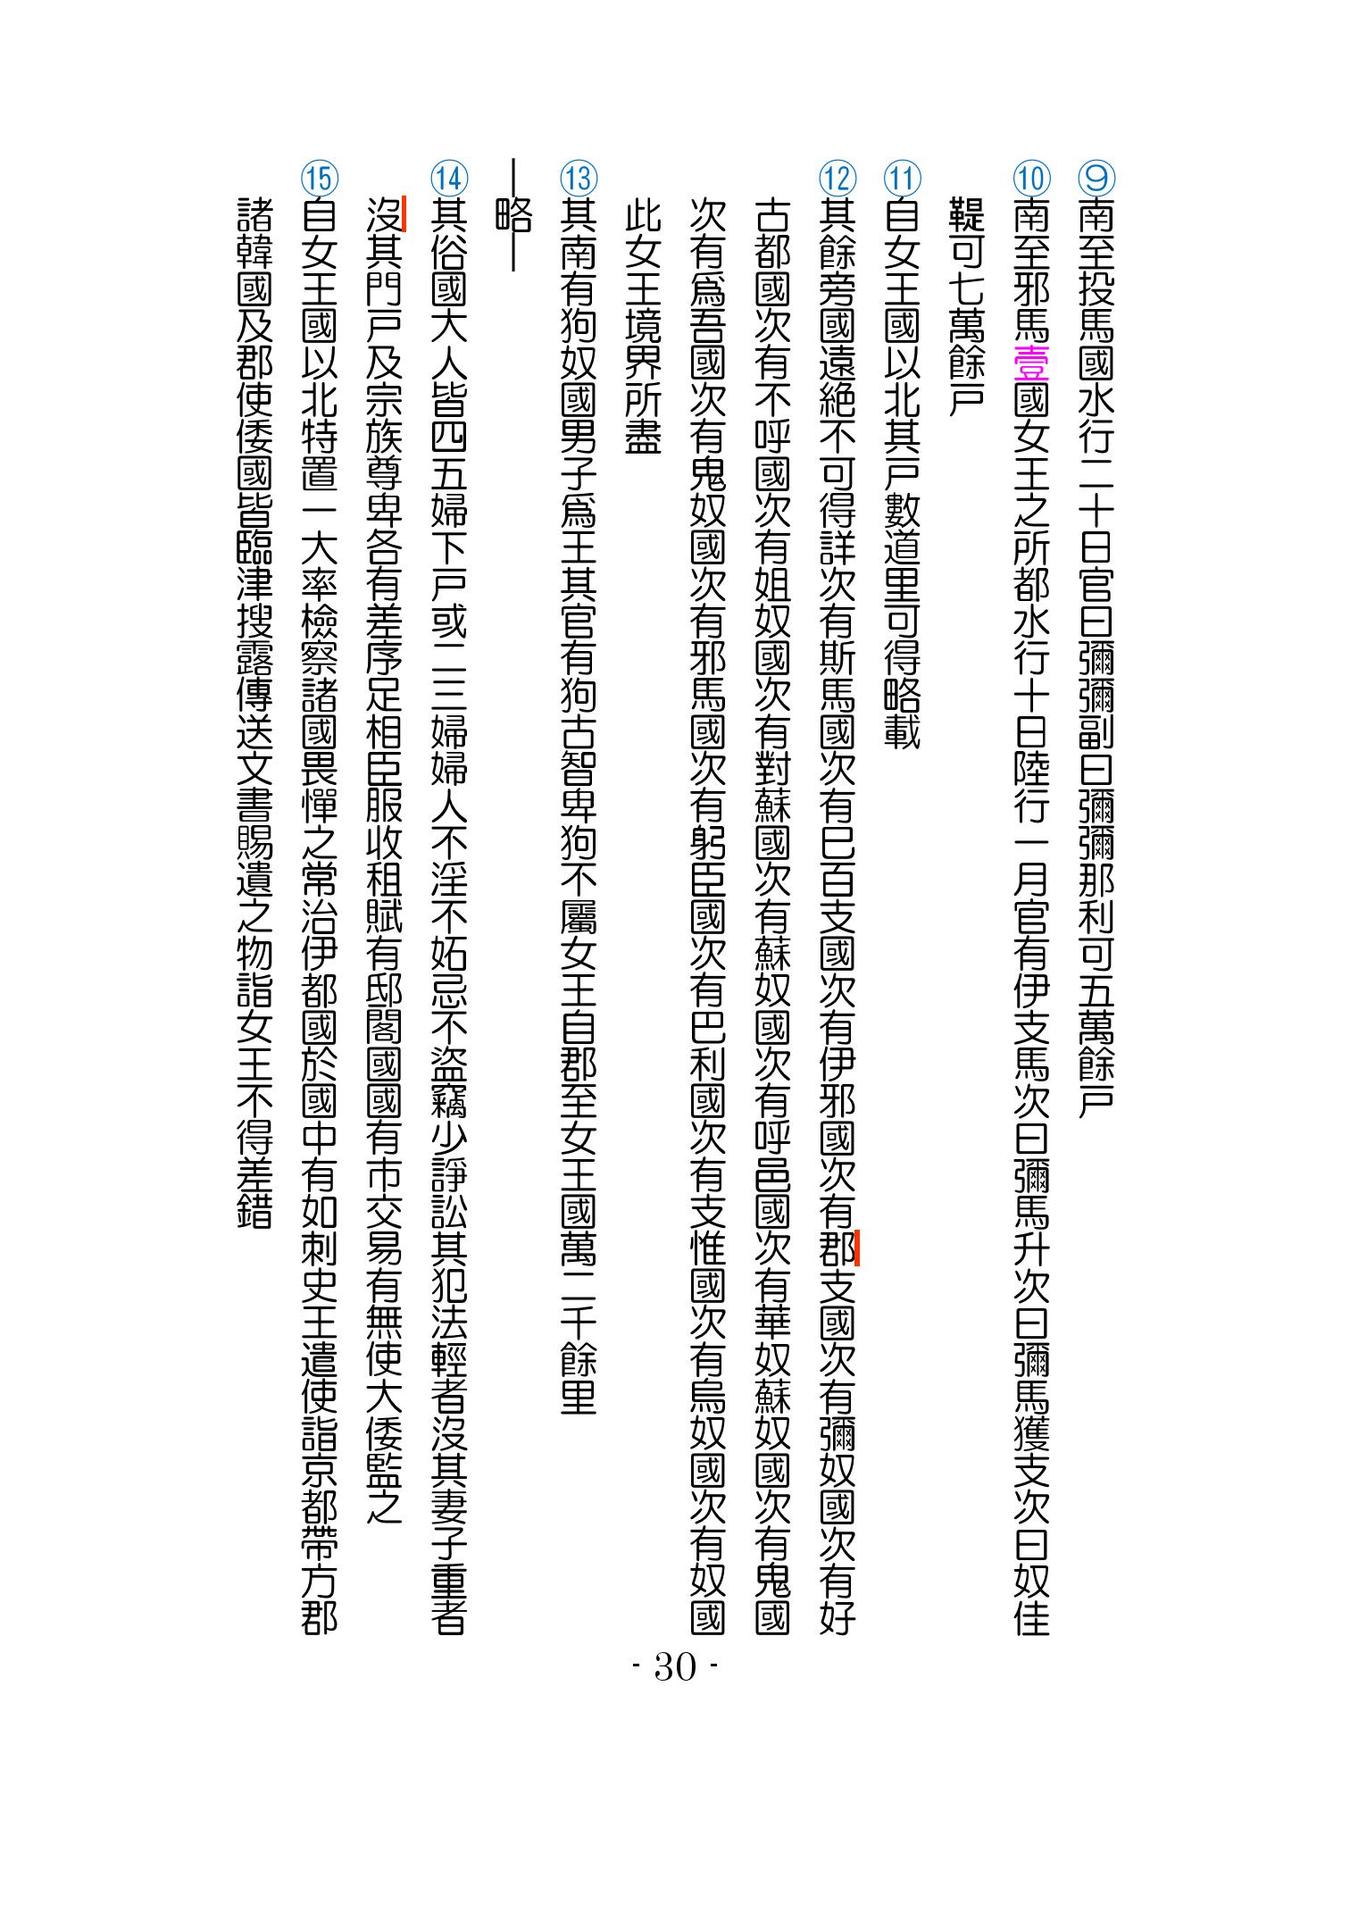 ⑨南至投馬國水行二十日官曰彌彌副曰彌彌那利可五萬餘戸
⑩南至邪馬壹國女王之所都水行十日陸行一月官有伊支馬次曰彌馬升次曰彌馬獲支次曰奴佳
鞮可七萬餘戸
⑪自女王國以北其戸數道里可得略載
⑫其餘旁國遠絶不可得詳次有斯馬國次有巳百支國次有伊邪國次有郡支國次有彌奴國次有好
古都國次有不呼國次有姐奴國次有對蘇國次有蘇奴國次有呼邑國次有華奴蘇奴國次有鬼國
次有爲吾國次有鬼奴國次有邪馬國次有躬臣國次有巴利國次有支惟國次有烏奴國次有奴國
此女王境界所盡
⑬其南有狗奴國男子爲王其官有狗古智卑狗不屬女王自郡至女王國萬二千餘里
―略―
⑭其俗國大人皆四五婦下戸或二三婦婦人不淫不妬忌不盜竊少諍訟其犯法輕者沒其妻子重者
沒其門戸及宗族尊卑各有差序足相臣服收租賦有邸閣國國有市交易有無使大倭監之
⑮自女王國以北特置一大率檢察諸國畏憚之常治伊都國於國中有如刺史王遣使詣京都帶方郡
諸韓國及郡使倭國皆臨津搜露傳送文書賜遺之物詣女王不得差錯
- 30 -